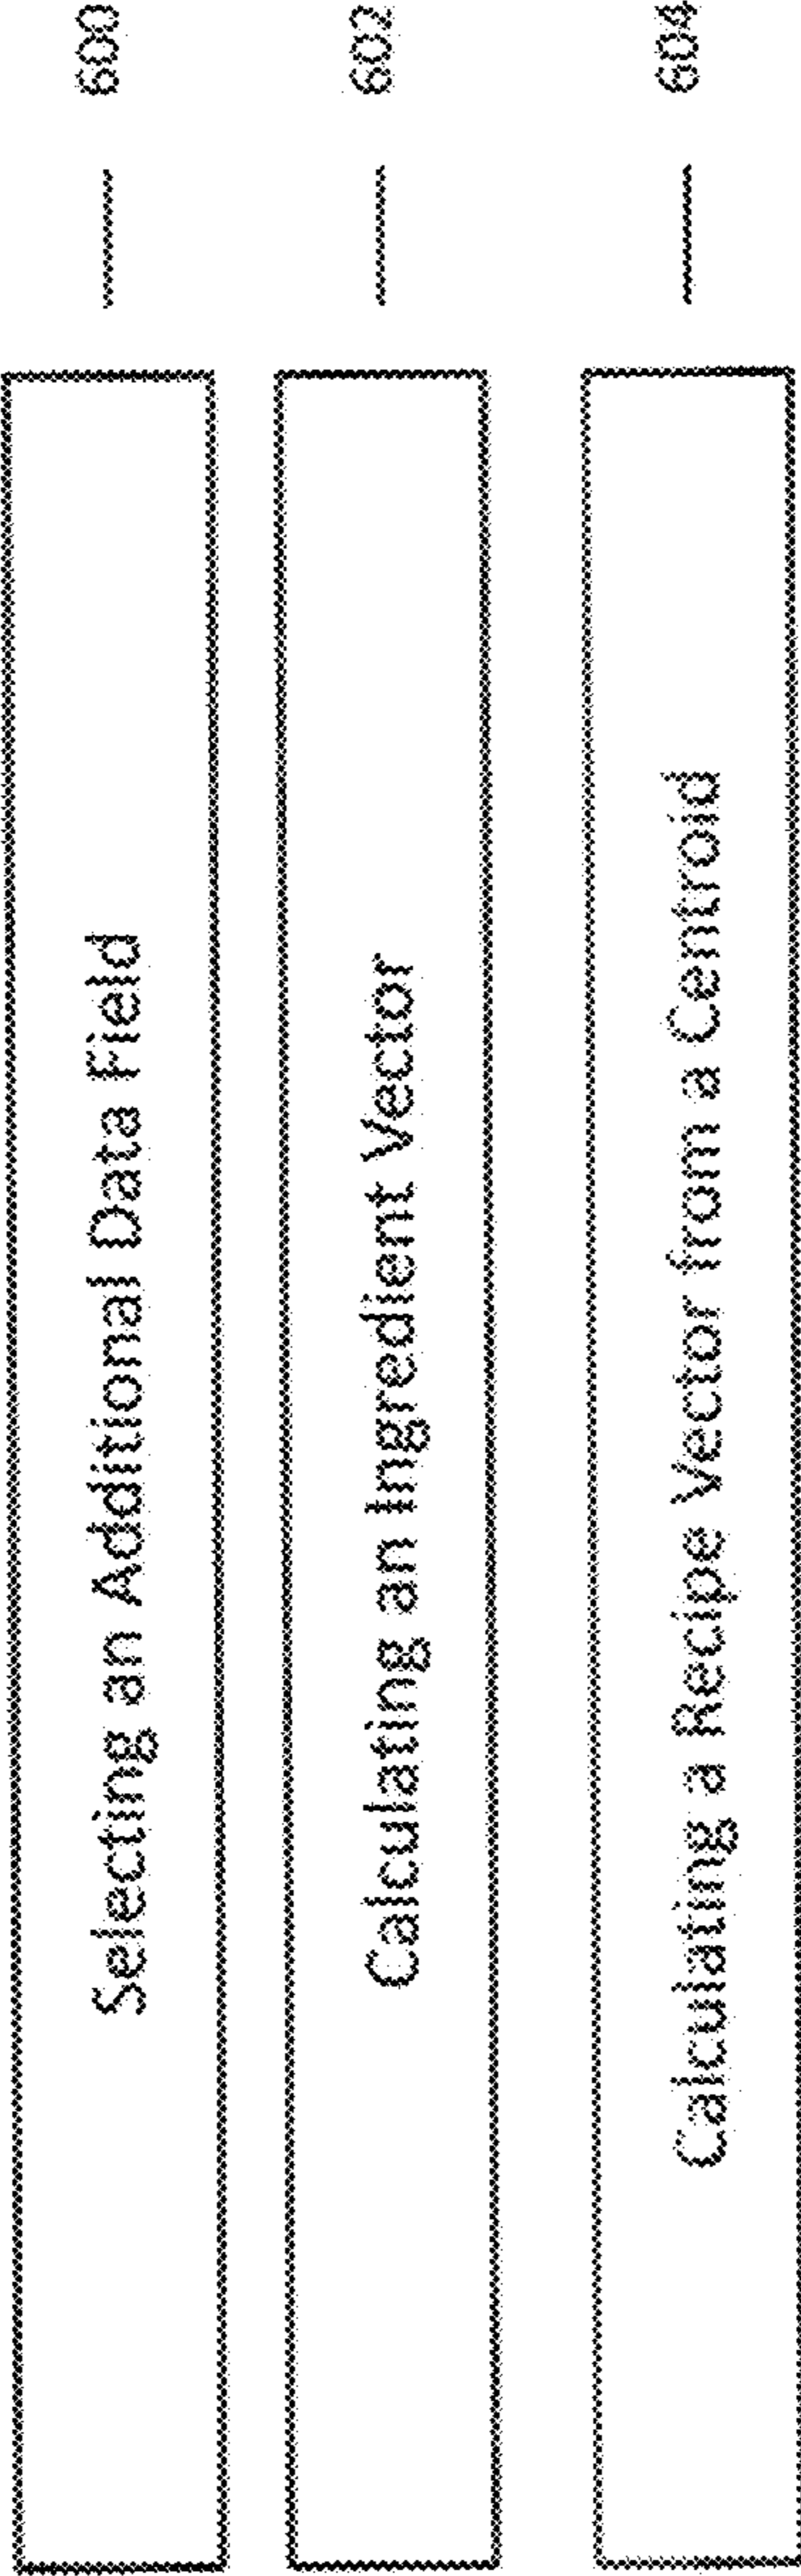 Selecting an Additional Data Field 600
Calculating an Ingredient Vector 602
Calculating a Recipe Vector from a Centroid 604